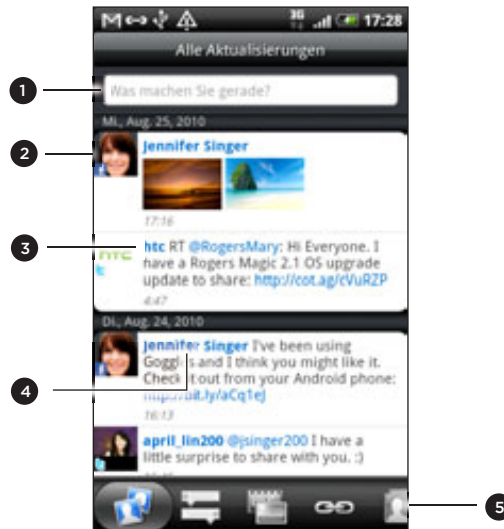 3G 17:28
Alle Aktualisierungen
1
Was machen Sie gerade?
Mi., Aug. 25, 2010
2
Jennifer Singer
17:16
3
htc RT @RogersMary: Hi Everyone. I
htc
have a Rogers Magic 2.1 OS upgrade
update to share: http://cot.ag/cVuRZP
4:47
Di., Aug. 24, 2010
Jennifer Singer I've been using
Goggles and I think you might like it.
4
Check it out from your Android phone:
http://bit.ly/aCq1eJ
16:13
april_lin200 @jsinger200 I have a
little surprise to share with you. :)
5